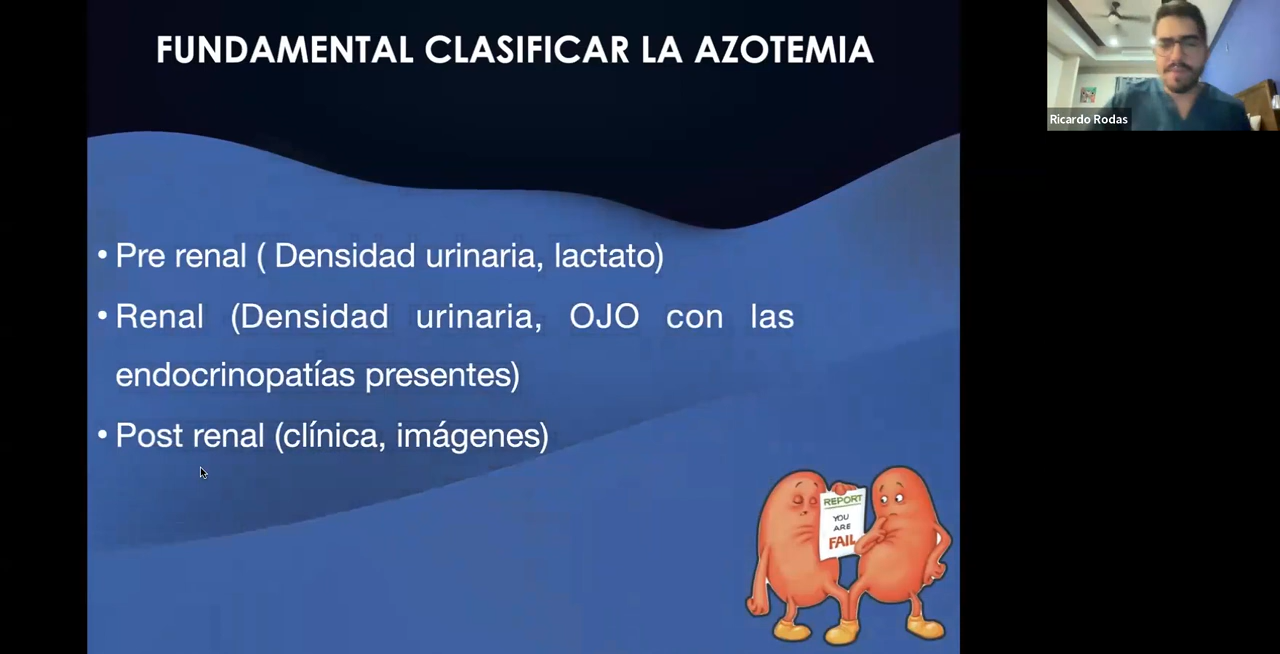 FUNDAMENTAL CLASIFICAR LA AZOTEMIA
Ricardo Rodas
• Pre renal ( Densidad urinaria, lactato)
• Renal (Densidad urinaria, OJO con las
endocrinopatías presentes)
• Post renal (clínica, imágenes)
REPORT
YOU
ARE
FAIL